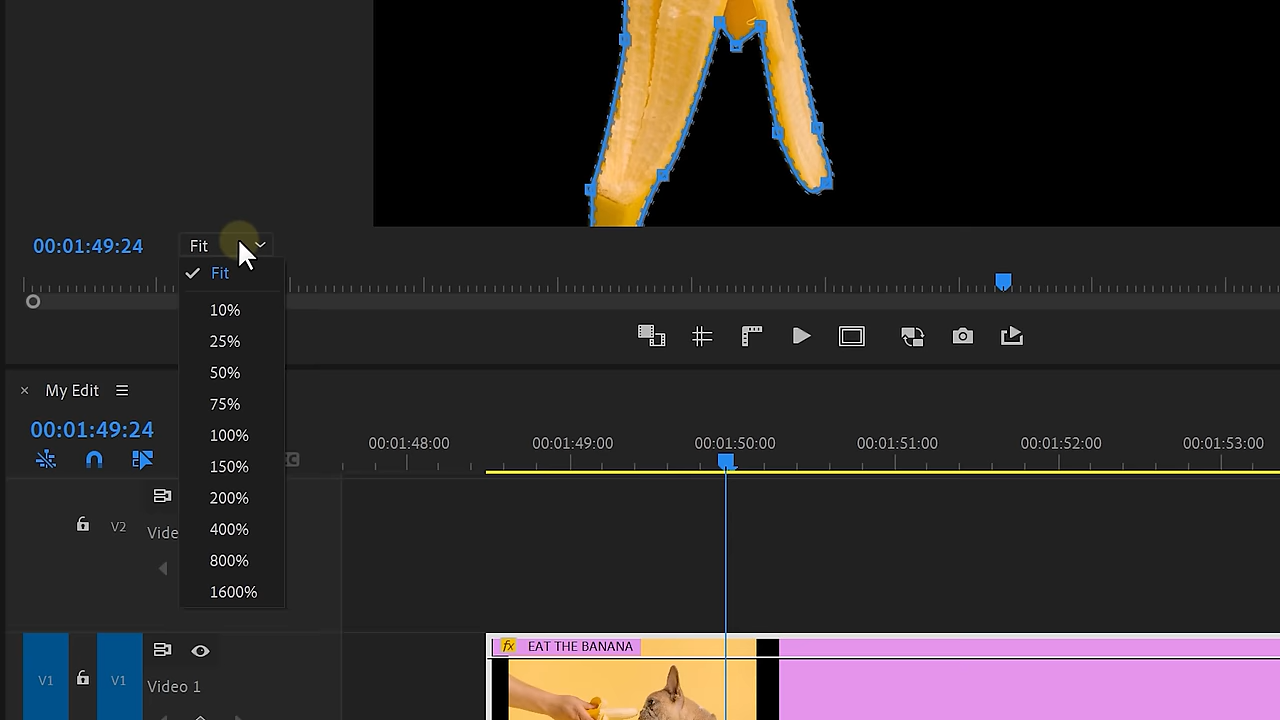 00:01:49:24 Fit
Fit
10%
25%
50%
75%
100%
150%
200%
400%
800%
1600%
× My Edit
00:01:49:24
00:01:48:00 00:01:49:00 00:01:50:00 00:01:51:00 00:01:52:00 00:01:53:00
V2
fx EAT THE BANANA
V1 V1 Video 1